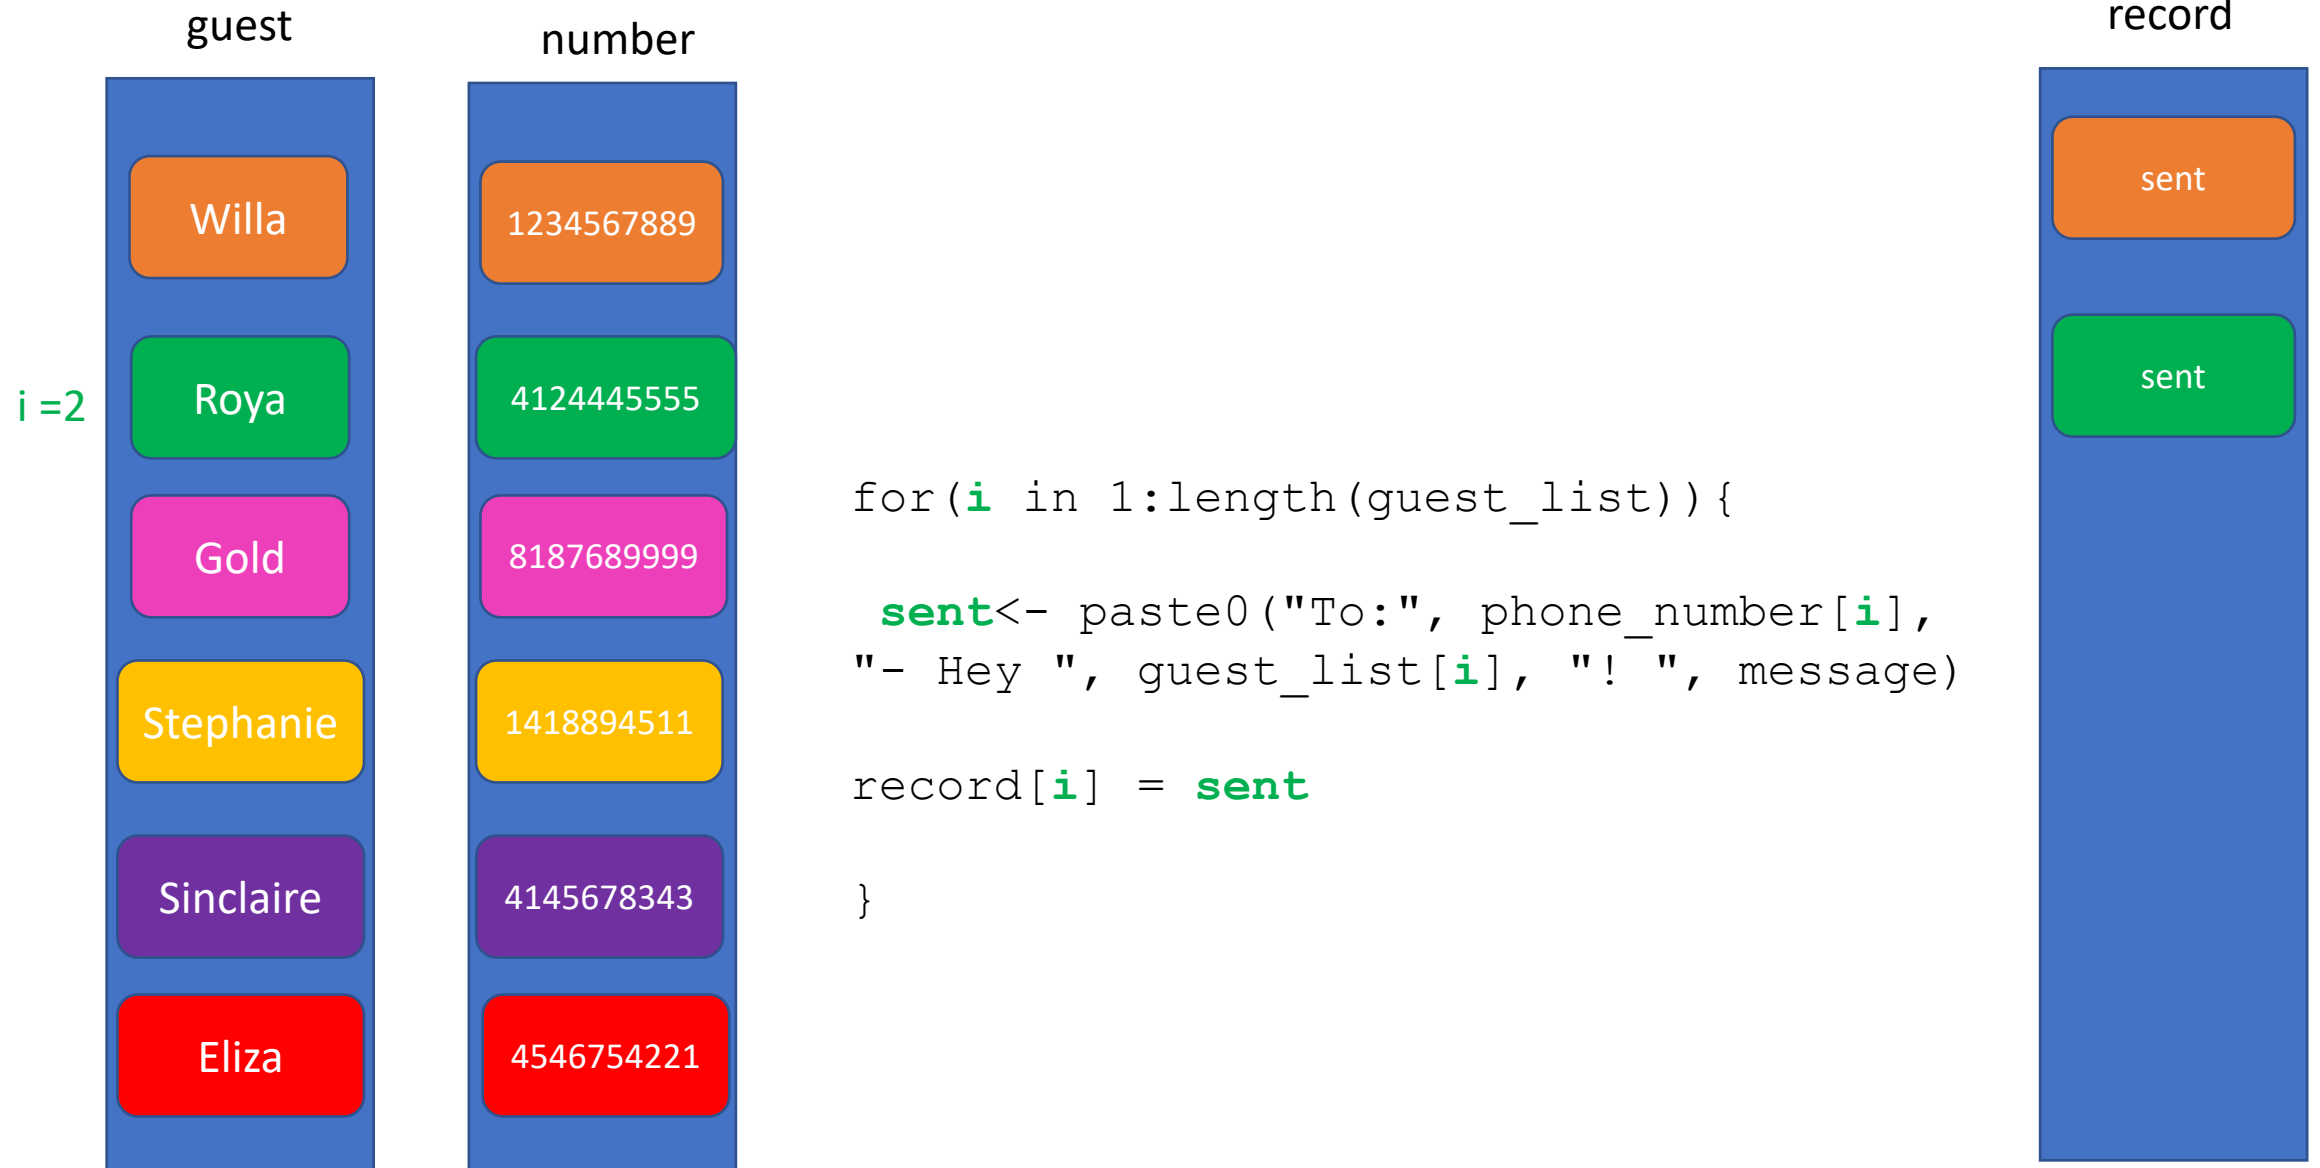 guest
number
record
Willa
1234567889
sent
i =2
Roya
4124445555
sent
Gold
8187689999
Stephanie
1418894511
Sinclaire
4145678343
Eliza
4546754221
for(i in 1:length(guest_list)){
sent<- paste0("To:", phone_number[i],
"- Hey ", guest_list[i], "! ", message)
record[i] = sent
}